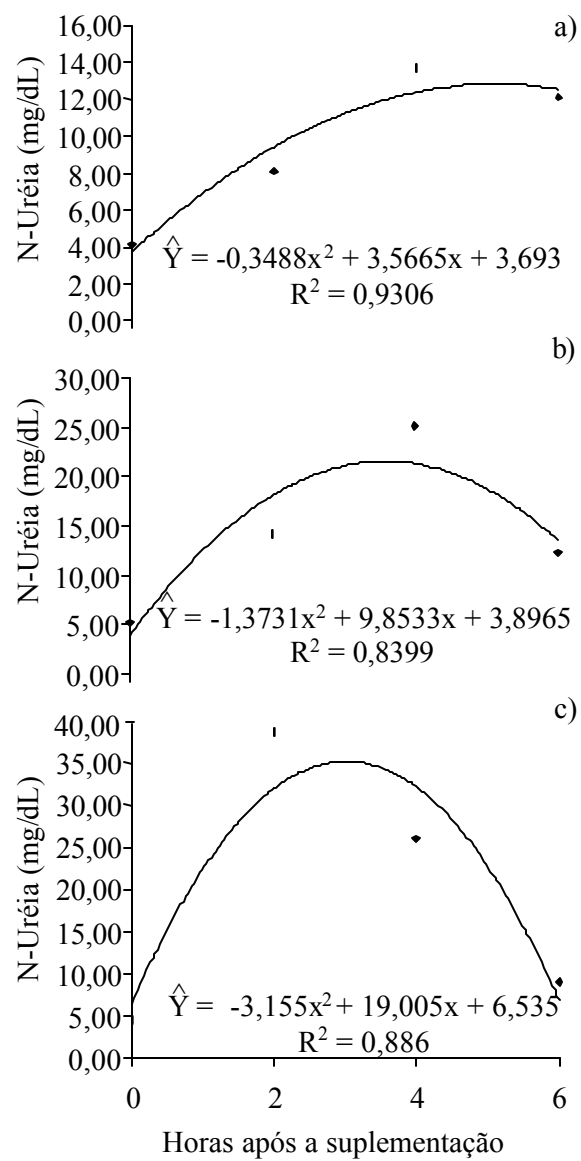 a)
N-Uréia (mg/dL)
16,00
14,00
12,00
10,00
8,00
6,00
4,00
2,00
0,00
Ŷ = -0,3488x² + 3,5665x + 3,693
R² = 0,9306
b)
N-Uréia (mg/dL)
30,00
25,00
20,00
15,00
10,00
5,00
0,00
Ŷ = -1,3731x² + 9,8533x + 3,8965
R² = 0,8399
c)
N-Uréia (mg/dL)
40,00
35,00
30,00
25,00
20,00
15,00
10,00
5,00
0,00
Ŷ = -3,155x² + 19,005x + 6,535
R² = 0,886
0 2 4 6
Horas após a suplementação